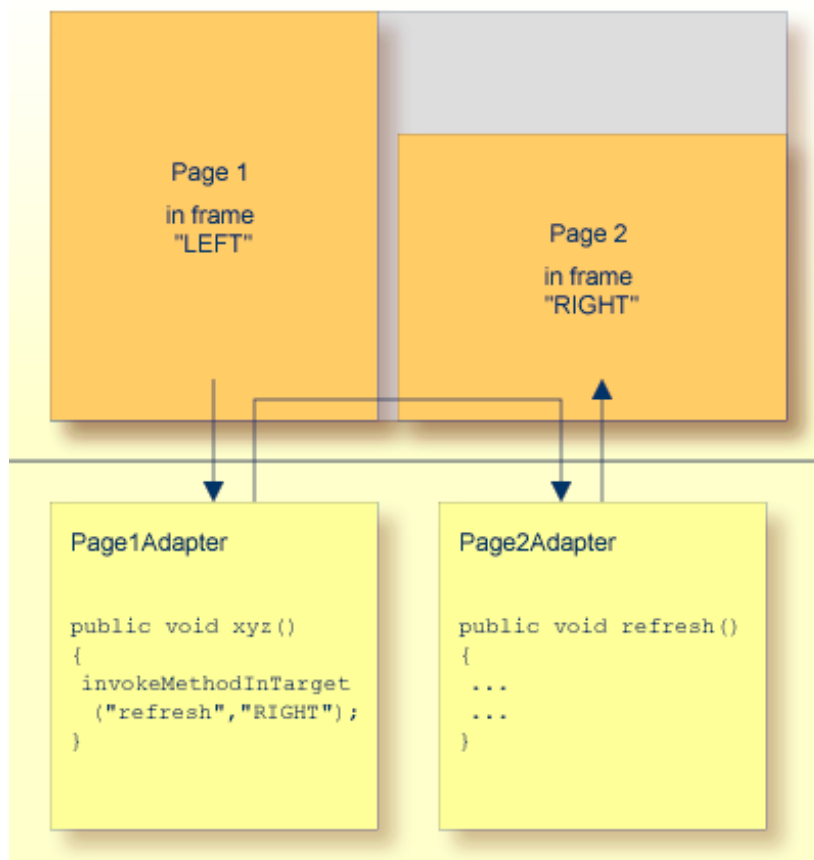 Page 1
in frame
"LEFT"
Page 2
in frame
"RIGHT"
Page1Adapter
public void xyz()
{
invokeMethodInTarget
("refresh","RIGHT");
}
Page2Adapter
public void refresh()
{
...
...
}